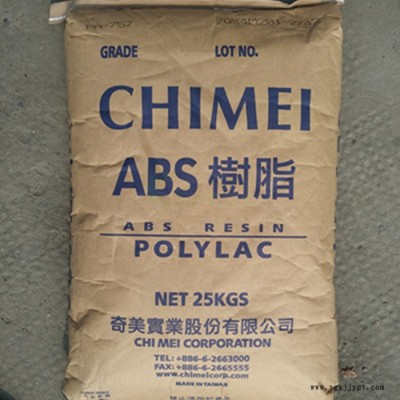 PA-757
GRADE
LOT NO.
CHIMEI
ABS 樹脂
ABS RESIN
POLYLAC
NET 25KGS
奇美實業股份有限公司
CHI MEI CORPORATION
TEL: +886-6-2663000
FAX: +886-6-2665555
www.chimeicorp.com
MADE IN TAIWAN